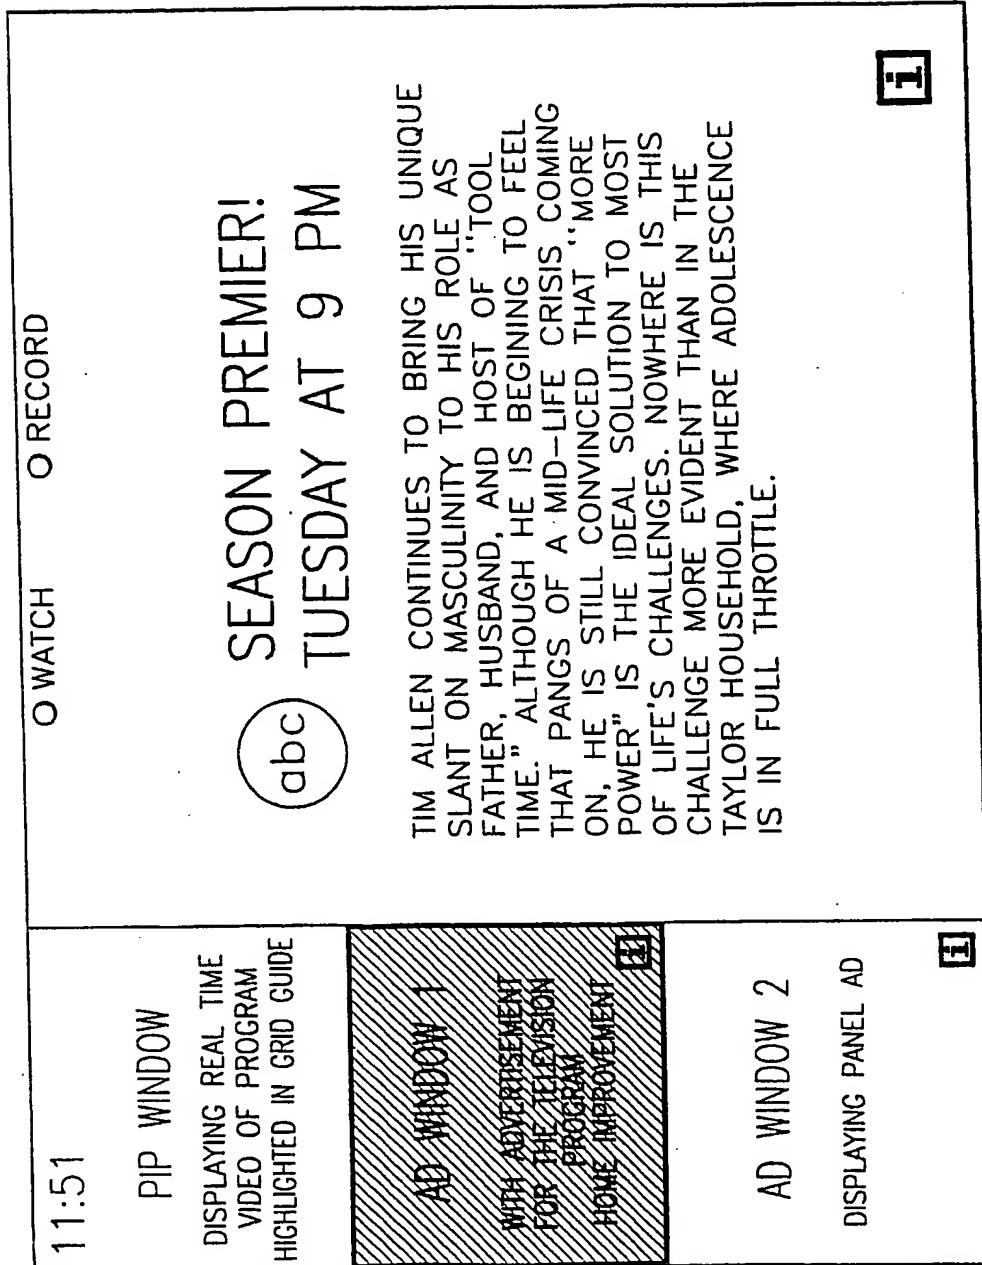 11:51
O WATCH
O RECORD
PIP WINDOW
DISPLAYING REAL TIME
VIDEO OF PROGRAM
HIGHLIGHTED IN GRID GUIDE
AD WINDOW 1
WITH ADVERTISEMENT
FOR THE TELEVISION
PROGRAM
HOME IMPROVEMENT
i
AD WINDOW 2
DISPLAYING PANEL AD
i
abc
SEASON PREMIER!
TUESDAY AT 9 PM
TIM ALLEN CONTINUES TO BRING HIS UNIQUE
SLANT ON MASCULINITY TO HIS ROLE AS
FATHER, HUSBAND, AND HOST OF "TOOL
TIME." ALTHOUGH HE IS BEGINING TO FEEL
THAT PANGS OF A MID-LIFE CRISIS COMING
ON, HE IS STILL CONVINCED THAT "MORE
POWER" IS THE IDEAL SOLUTION TO MOST
OF LIFE'S CHALLENGES. NOWHERE IS THIS
CHALLENGE MORE EVIDENT THAN IN THE
TAYLOR HOUSEHOLD, WHERE ADOLESCENCE
IS IN FULL THROTTLE.
i